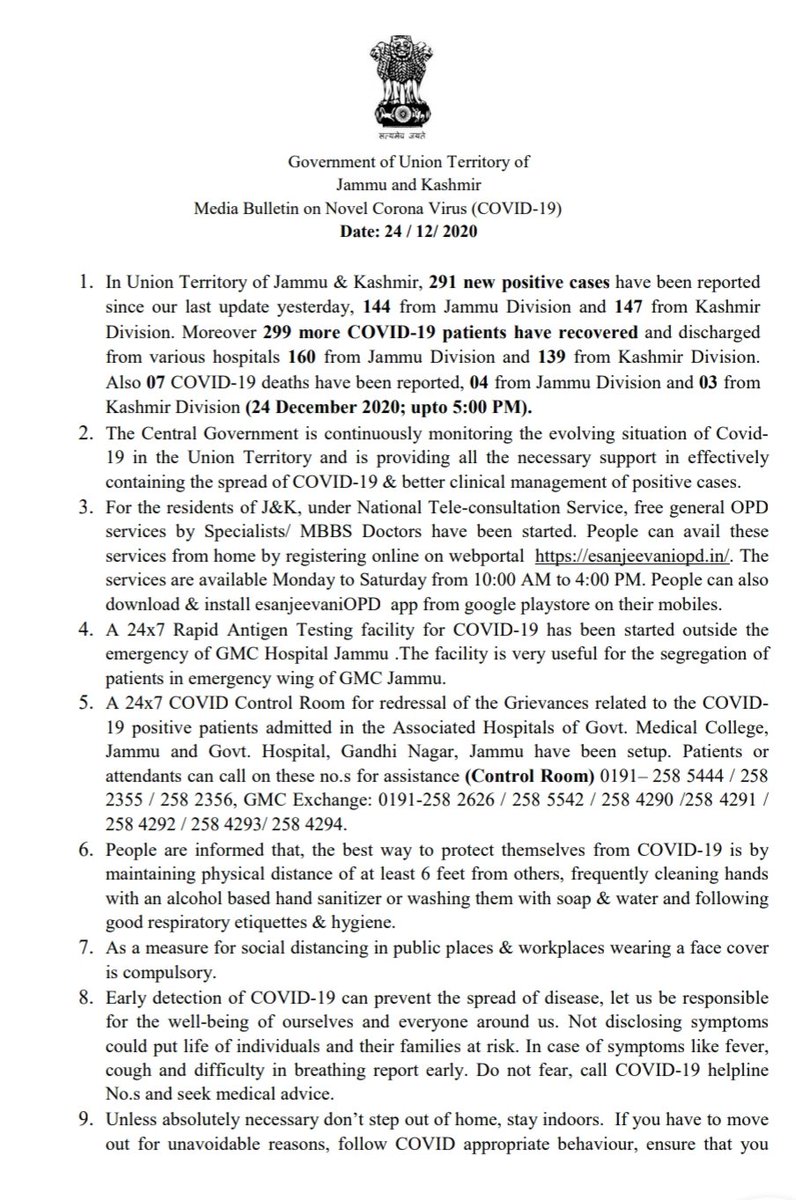 सत्यमेव जयते
Government of Union Territory of
Jammu and Kashmir
Media Bulletin on Novel Corona Virus (COVID-19)
Date: 24 / 12/ 2020
1. In Union Territory of Jammu & Kashmir, 291 new positive cases have been reported
since our last update yesterday, 144 from Jammu Division and 147 from Kashmir
Division. Moreover 299 more COVID-19 patients have recovered and discharged
from various hospitals 160 from Jammu Division and 139 from Kashmir Division.
Also 07 COVID-19 deaths have been reported, 04 from Jammu Division and 03 from
Kashmir Division (24 December 2020; upto 5:00 PM).
2. The Central Government is continuously monitoring the evolving situation of Covid-
19 in the Union Territory and is providing all the necessary support in effectively
containing the spread of COVID-19 & better clinical management of positive cases.
3. For the residents of J&K, under National Tele-consultation Service, free general OPD
services by Specialists/ MBBS Doctors have been started. People can avail these
services from home by registering online on webportal https://esanjeevaniopd.in/. The
services are available Monday to Saturday from 10:00 AM to 4:00 PM. People can also
download & install esanjeevaniOPD app from google playstore on their mobiles.
4. A 24x7 Rapid Antigen Testing facility for COVID-19 has been started outside the
emergency of GMC Hospital Jammu .The facility is very useful for the segregation of
patients in emergency wing of GMC Jammu.
5. A 24x7 COVID Control Room for redressal of the Grievances related to the COVID-
19 positive patients admitted in the Associated Hospitals of Govt. Medical College,
Jammu and Govt. Hospital, Gandhi Nagar, Jammu have been setup. Patients or
attendants can call on these no.s for assistance (Control Room) 0191– 258 5444 / 258
2355 / 258 2356, GMC Exchange: 0191-258 2626 / 258 5542 / 258 4290 /258 4291 /
258 4292 / 258 4293/ 258 4294.
6. People are informed that, the best way to protect themselves from COVID-19 is by
maintaining physical distance of at least 6 feet from others, frequently cleaning hands
with an alcohol based hand sanitizer or washing them with soap & water and following
good respiratory etiquettes & hygiene.
7. As a measure for social distancing in public places & workplaces wearing a face cover
is compulsory.
8. Early detection of COVID-19 can prevent the spread of disease, let us be responsible
for the well-being of ourselves and everyone around us. Not disclosing symptoms
could put life of individuals and their families at risk. In case of symptoms like fever,
cough and difficulty in breathing report early. Do not fear, call COVID-19 helpline
No.s and seek medical advice.
9. Unless absolutely necessary don’t step out of home, stay indoors. If you have to move
out for unavoidable reasons, follow COVID appropriate behaviour, ensure that you